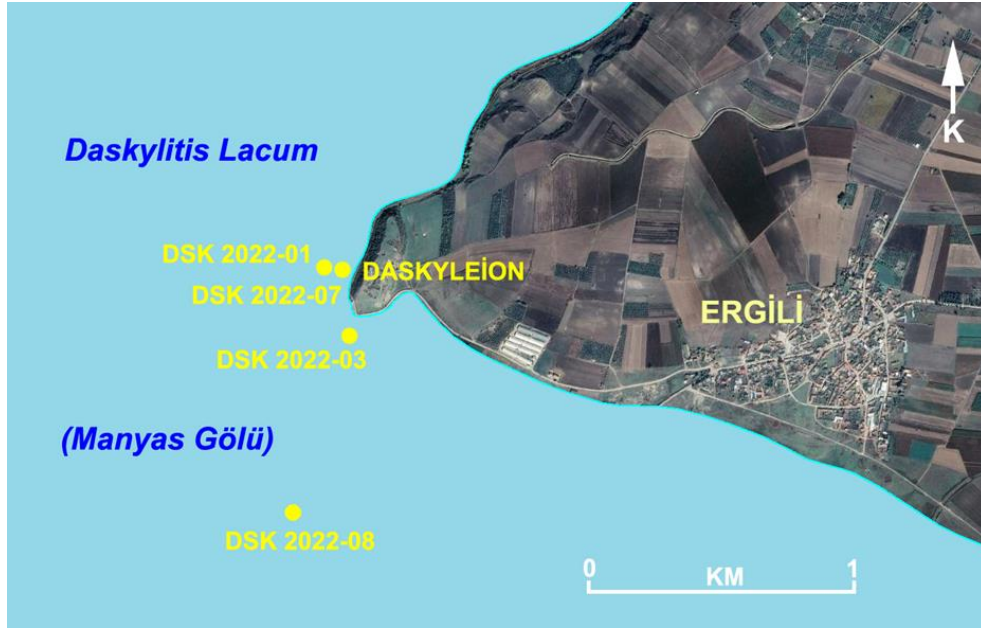 Daskylitis Lacum
K
DSK 2022-01
DASKYLEİON
DSK 2022-07
ERGİLİ
DSK 2022-03
(Manyas Gölü)
DSK 2022-08
0
KM
1